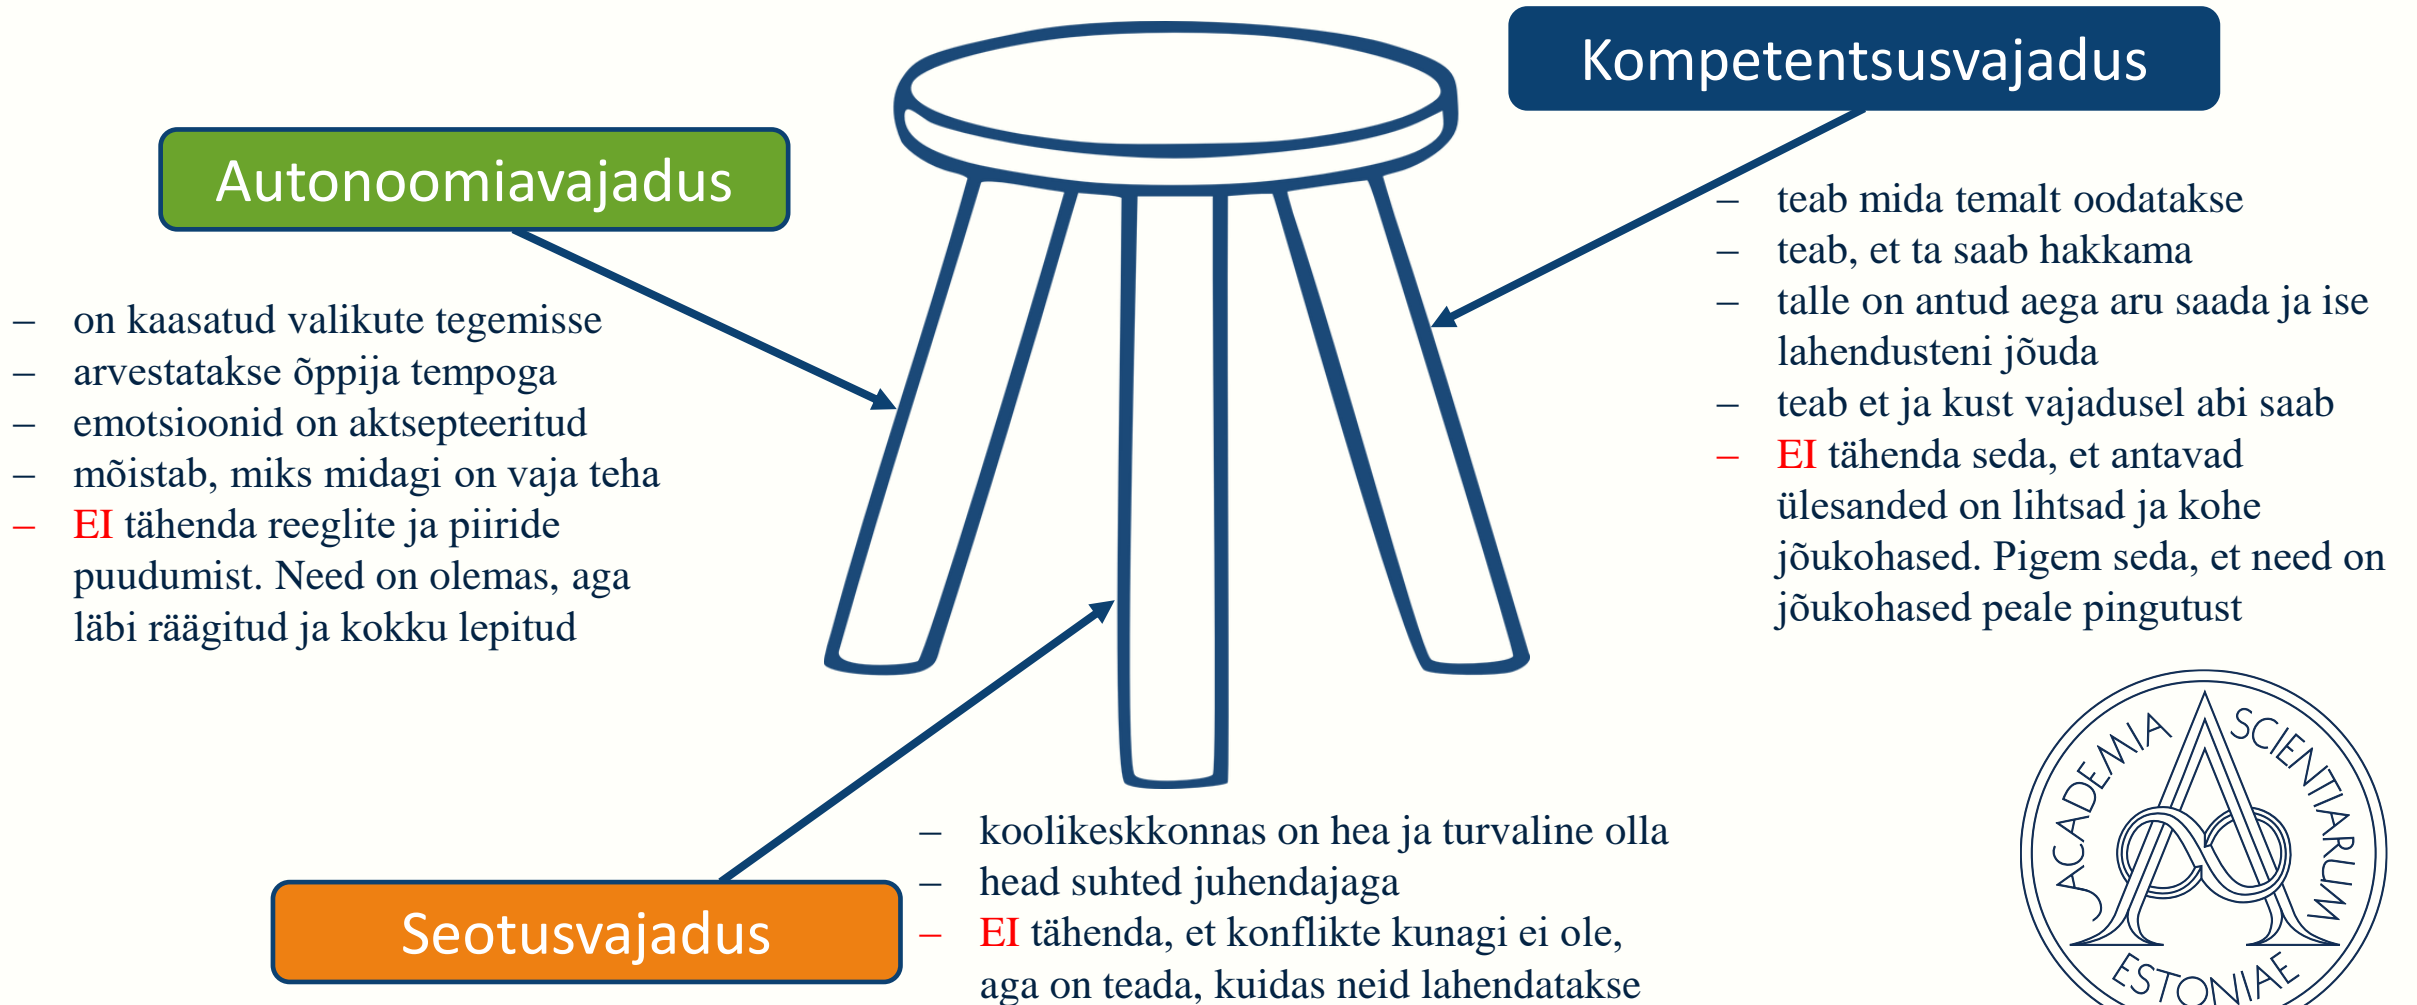 Kompetentsusvajadus
Autonoomiavajadus
– teab mida temalt oodatakse
– teab, et ta saab hakkama
– talle on antud aega aru saada ja ise
lahendusteni jõuda
– teab et ja kust vajadusel abi saab
– EI tähenda seda, et antavad
ülesanded on lihtsad ja kohe
jõukohased. Pigem seda, et need on
jõukohased peale pingutust
– on kaasatud valikute tegemisse
– arvestatakse õppija tempoga
– emotsioonid on aktsepteeritud
– mõistab, miks midagi on vaja teha
– EI tähenda reeglite ja piiride
puudumist. Need on olemas, aga
läbi räägitud ja kokku lepitud
Seotusvajadus
– koolikeskkonnas on hea ja turvaline olla
– head suhted juhendajaga
– EI tähenda, et konflikte kunagi ei ole,
aga on teada, kuidas neid lahendatakse
ACADEMIA SCIENTIARUM ESTONIAE